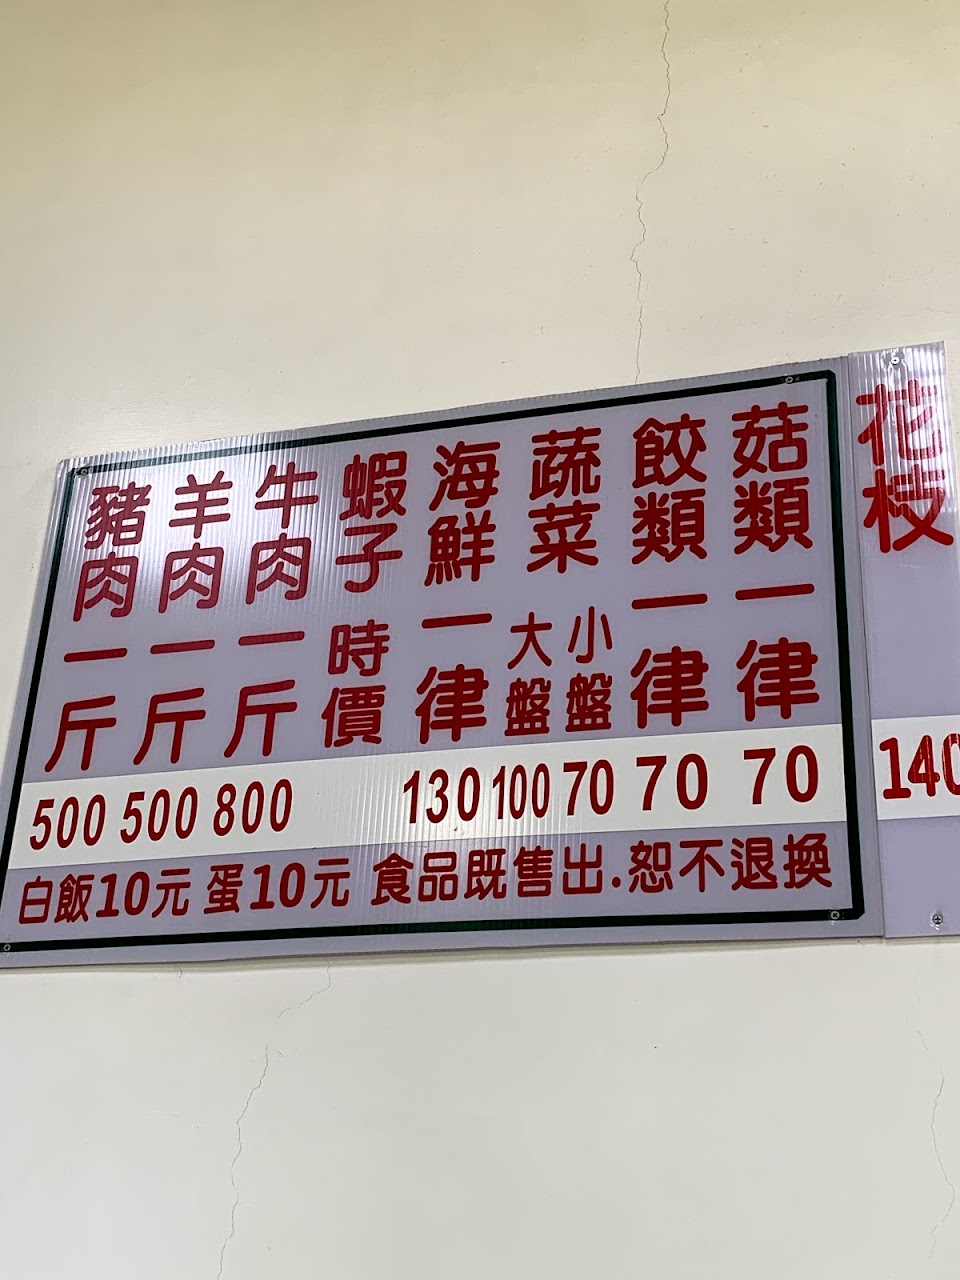 花枝 140
菇類 一律 70
餃類 一律 70
蔬菜 大盤 100 小盤 70
海鮮 一律 130
蝦子 時價
牛肉 一斤 800
羊肉 一斤 500
豬肉 一斤 500
白飯10元 蛋10元 食品既售出.恕不退換